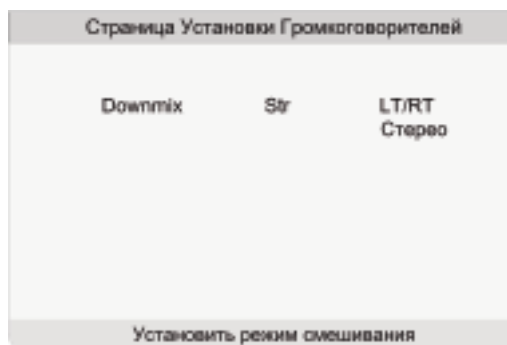 Страница Установки Громкоговорителей
Downmix Str LT/RT
Стерео
Установить режим смешивания